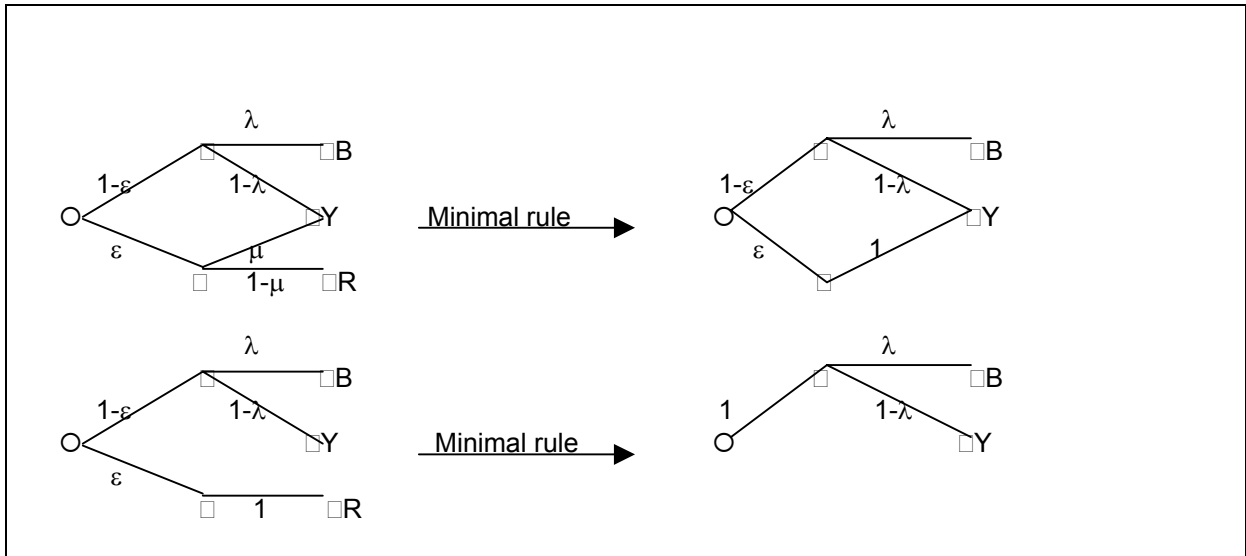 λ λ
□ □B □ □B
1-ε 1-λ 1-ε 1-λ
□Y Minimal rule □Y
ε μ ε 1
□ 1-μ □R □
λ λ
□ □B □ □B
1-ε 1-λ 1 1-λ
□Y Minimal rule □Y
ε
□ 1 □R